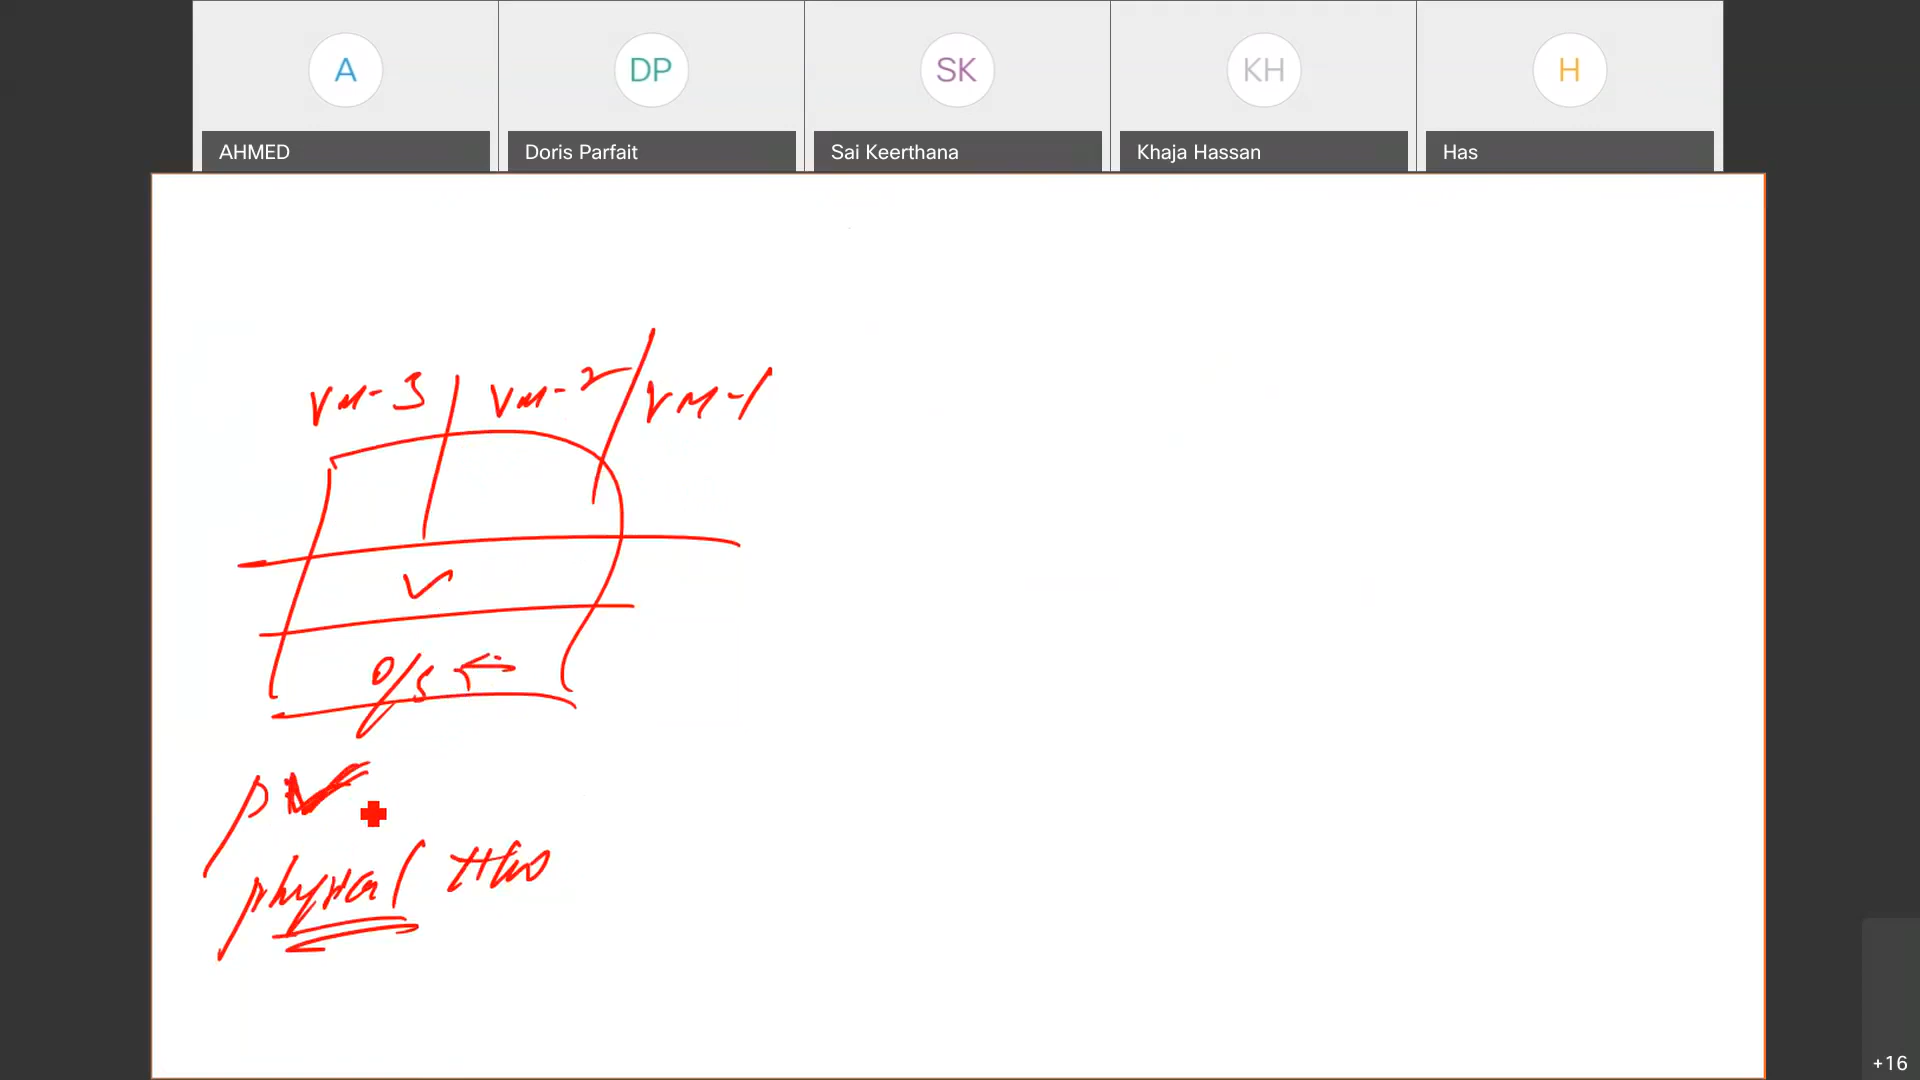 A DP SK KH H
AHMED Doris Parfait Sai Keerthana Khaja Hassan Has
VM-3 VM-2 VM-1
V
O/S
physical
+16